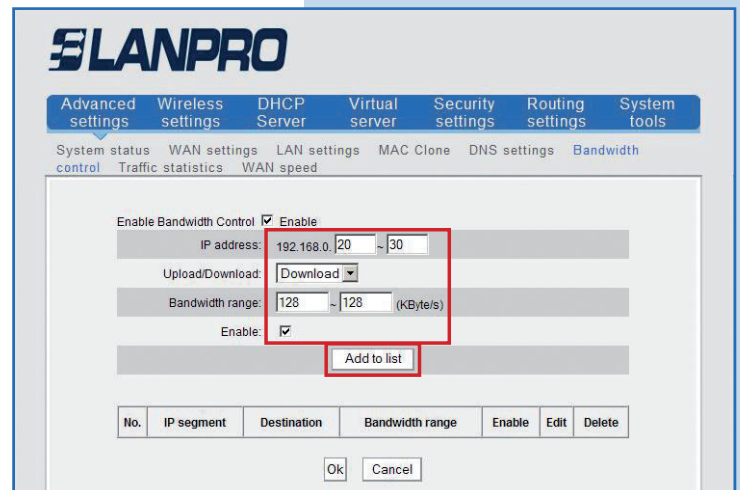 LANPRO
Advanced settings Wireless settings DHCP Server Virtual server Security settings Routing settings System tools
System status WAN settings LAN settings MAC Clone DNS settings Bandwidth
control Traffic statistics WAN speed
Enable Bandwidth Control Enable
IP address: 192.168.0. 20 ~ 30
Upload/Download: Download
Bandwidth range: 128 ~ 128 (KByte/s)
Enable:
Add to list
No. IP segment Destination Bandwidth range Enable Edit Delete
Ok Cancel